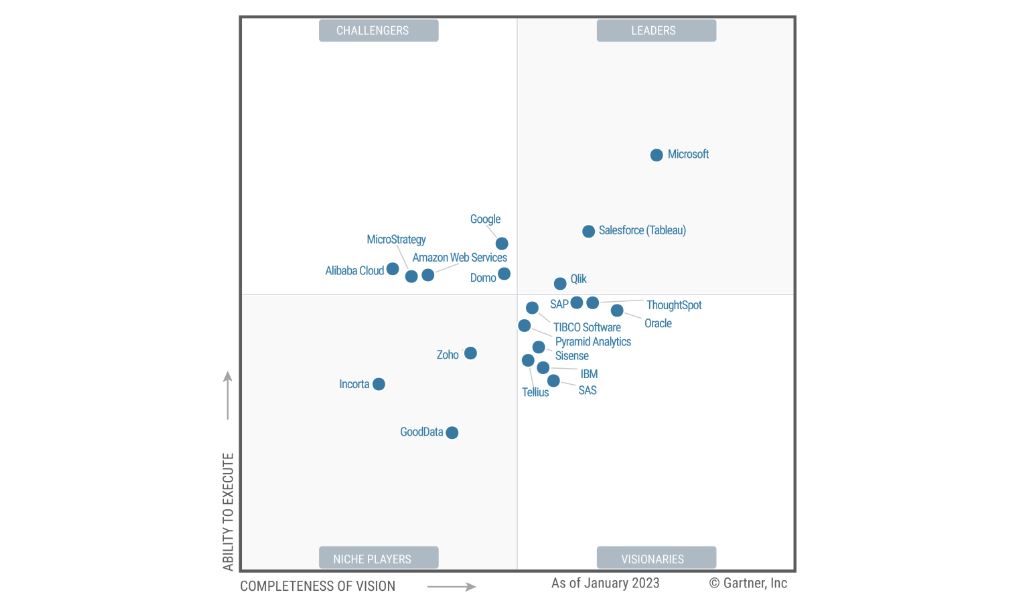 CHALLENGERS
LEADERS
Microsoft
Google
Salesforce (Tableau)
MicroStrategy
Amazon Web Services
Alibaba Cloud
Domo
Qlik
SAP
ThoughtSpot
Oracle
TIBCO Software
Pyramid Analytics
Zoho
Sisense
IBM
Incorta
Tellius
SAS
GoodData
ABILITY TO EXECUTE
NICHE PLAYERS
VISIONARIES
COMPLETENESS OF VISION
As of January 2023
© Gartner, Inc